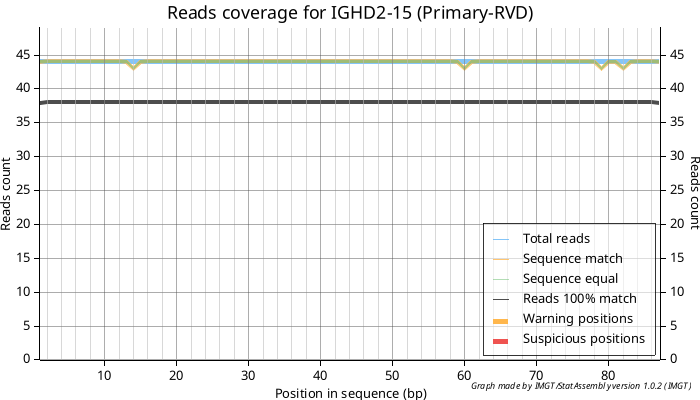 Reads coverage for IGHD2-15 (Primary-RVD)
45
40
35
30
25
20
15
10
5
0
Reads count
45
40
35
30
25
20
15
10
5
0
Reads count
Total reads
Sequence match
Sequence equal
Reads 100% match
Warning positions
Suspicious positions
10 20 30 40 50 60 70 80
Position in sequence (bp)
Graph made by IMGT/StatAssembly version 1.0.2 (IMGT)